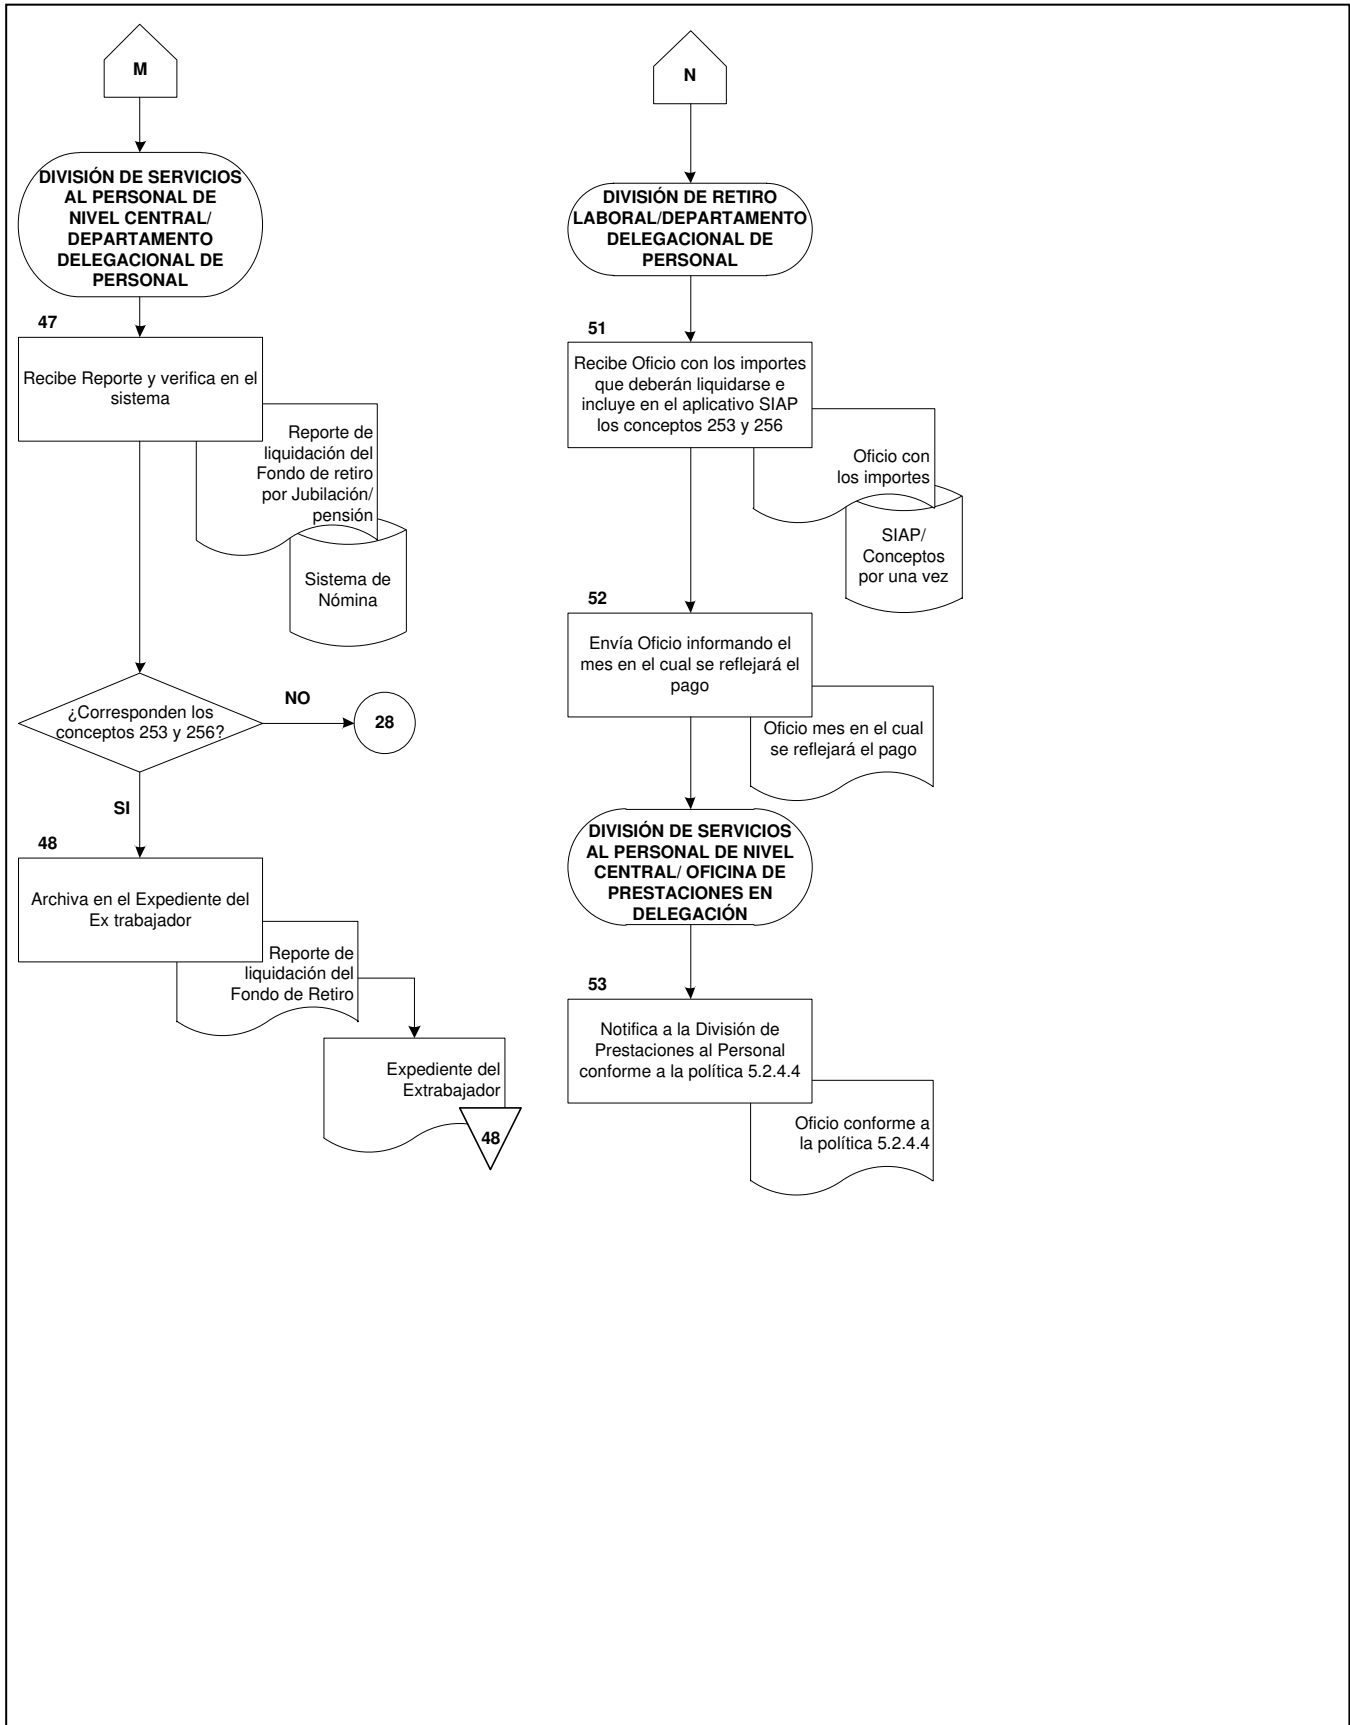 M
DIVISIÓN DE SERVICIOS
AL PERSONAL DE
NIVEL CENTRAL/
DEPARTAMENTO
DELEGACIONAL DE
PERSONAL
47
Recibe Reporte y verifica en el
sistema
Reporte de
liquidación del
Fondo de retiro
por Jubilación/
pensión
Sistema de
Nómina
¿Corresponden los
conceptos 253 y 256?
NO
28
SI
48
Archiva en el Expediente del
Ex trabajador
Reporte de
liquidación del
Fondo de Retiro
Expediente del
Extrabajador
48
N
DIVISIÓN DE RETIRO
LABORAL/DEPARTAMENTO
DELEGACIONAL DE
PERSONAL
51
Recibe Oficio con los importes
que deberán liquidarse e
incluye en el aplicativo SIAP
los conceptos 253 y 256
Oficio con
los importes
SIAP/
Conceptos
por una vez
52
Envía Oficio informando el
mes en el cual se reflejará el
pago
Oficio mes en el cual
se reflejará el pago
DIVISIÓN DE SERVICIOS
AL PERSONAL DE NIVEL
CENTRAL/ OFICINA DE
PRESTACIONES EN
DELEGACIÓN
53
Notifica a la División de
Prestaciones al Personal
conforme a la política 5.2.4.4
Oficio conforme a
la política 5.2.4.4